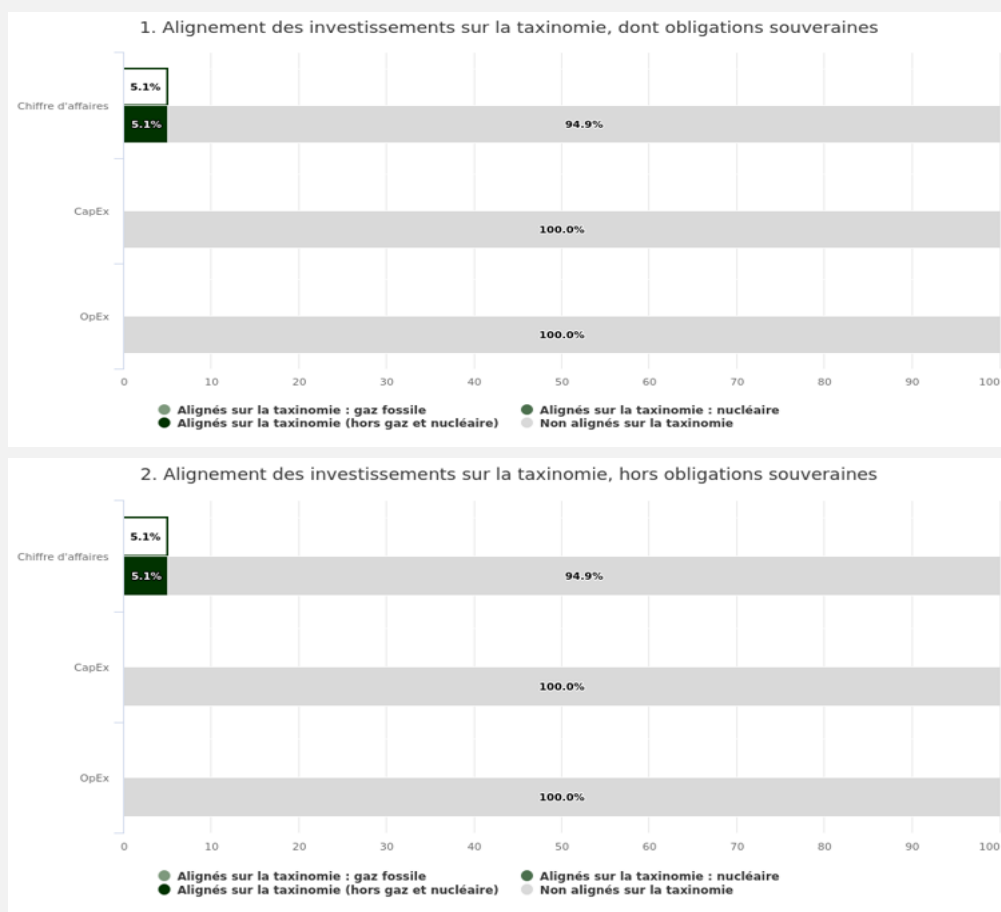 1. Alignement des investissements sur la taxinomie, dont obligations souveraines
5.1%
Chiffre d'affaires
5.1% 94.9%
CapEx
100.0%
OpEx
100.0%
0 10 20 30 40 50 60 70 80 90 100
Alignés sur la taxinomie : gaz fossile Alignés sur la taxinomie : nucléaire
Alignés sur la taxinomie (hors gaz et nucléaire) Non alignés sur la taxinomie
2. Alignement des investissements sur la taxinomie, hors obligations souveraines
5.1%
Chiffre d'affaires
5.1% 94.9%
CapEx
100.0%
OpEx
100.0%
0 10 20 30 40 50 60 70 80 90 100
Alignés sur la taxinomie : gaz fossile Alignés sur la taxinomie : nucléaire
Alignés sur la taxinomie (hors gaz et nucléaire) Non alignés sur la taxinomie